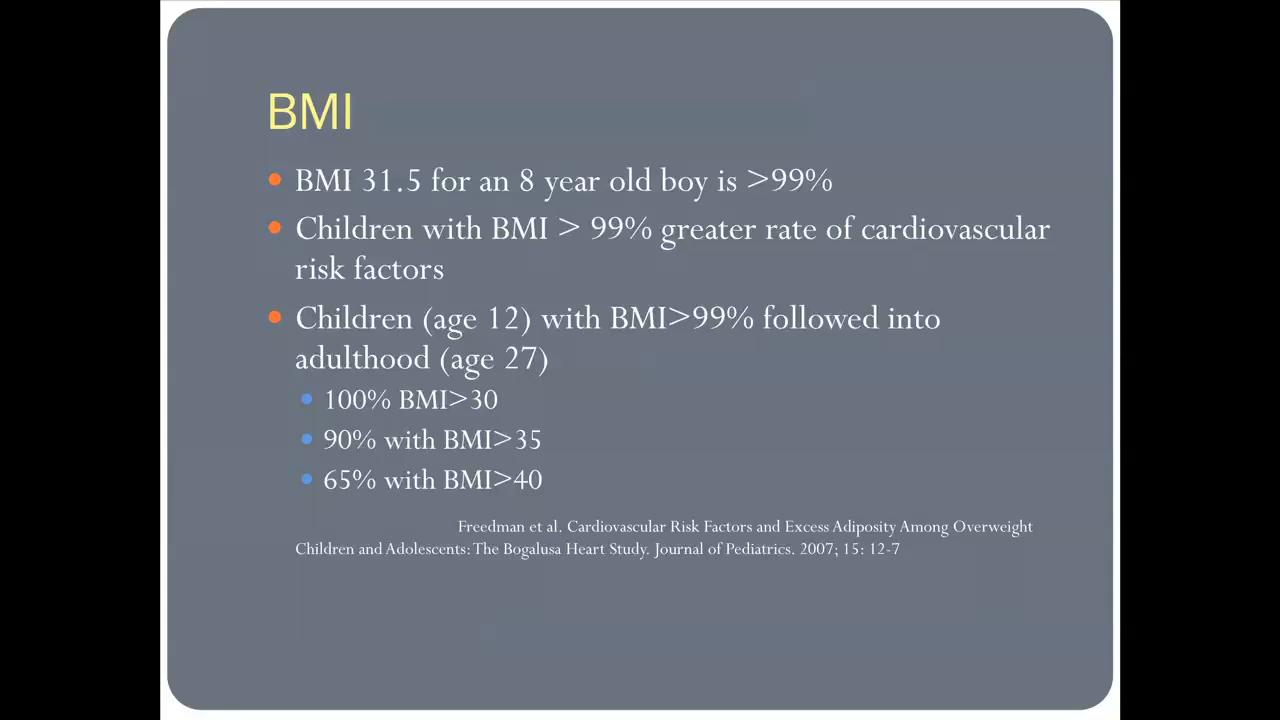 BMI
BMI 31.5 for an 8 year old boy is >99%
Children with BMI > 99% greater rate of cardiovascular
risk factors
Children (age 12) with BMI>99% followed into
adulthood (age 27)
100% BMI>30
90% with BMI>35
65% with BMI>40
Freedman et al. Cardiovascular Risk Factors and Excess Adiposity Among Overweight
Children and Adolescents: The Bogalusa Heart Study. Journal of Pediatrics. 2007; 15: 12-7